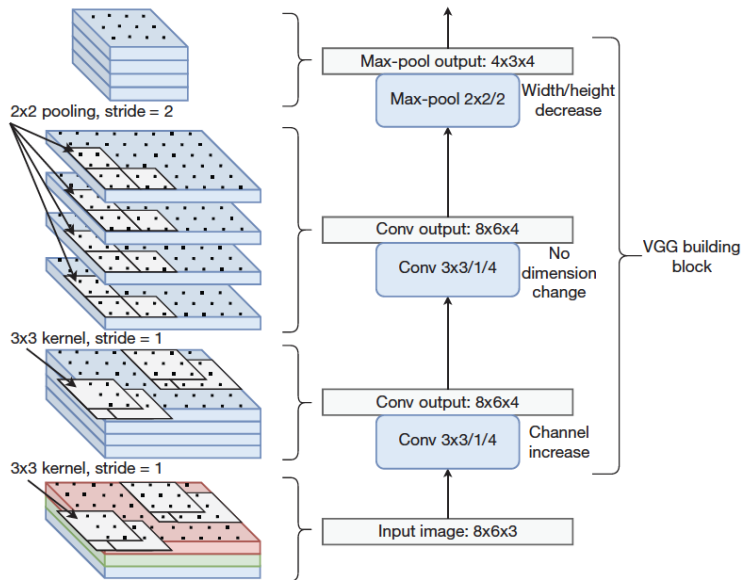 Max-pool output: 4x3x4
Max-pool 2x2/2
Width/height
decrease
2x2 pooling, stride = 2
Conv output: 8x6x4
Conv 3x3/1/4
No
dimension
change
VGG building
block
3x3 kernel, stride = 1
Conv output: 8x6x4
Conv 3x3/1/4
Channel
increase
3x3 kernel, stride = 1
Input image: 8x6x3